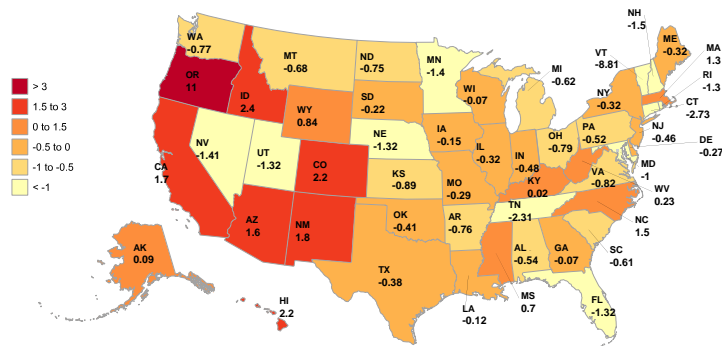 > 3
1.5 to 3
0 to 1.5
-0.5 to 0
-1 to -0.5
< -1
WA
-0.77
OR
11
ID
2.4
MT
-0.68
ND
-0.75
MN
-1.4
SD
-0.22
WI
-0.07
MI
-0.62
WY
0.84
NV
-1.41
UT
-1.32
CO
2.2
CA
1.7
AZ
1.6
NM
1.8
NE
-1.32
KS
-0.89
OK
-0.41
TX
-0.38
IA
-0.15
MO
-0.29
AR
-0.76
LA
-0.12
IL
-0.32
IN
-0.48
OH
-0.79
KY
0.02
TN
-2.31
MS
0.7
AL
-0.54
GA
-0.07
FL
-1.32
SC
-0.61
NC
1.5
WV
0.23
VA
-0.82
MD
-1
DE
-0.27
NJ
-0.46
PA
-0.52
NY
-0.32
CT
-2.73
RI
-1.3
MA
1.3
ME
-0.32
NH
-1.5
VT
-8.81
AK
0.09
HI
2.2